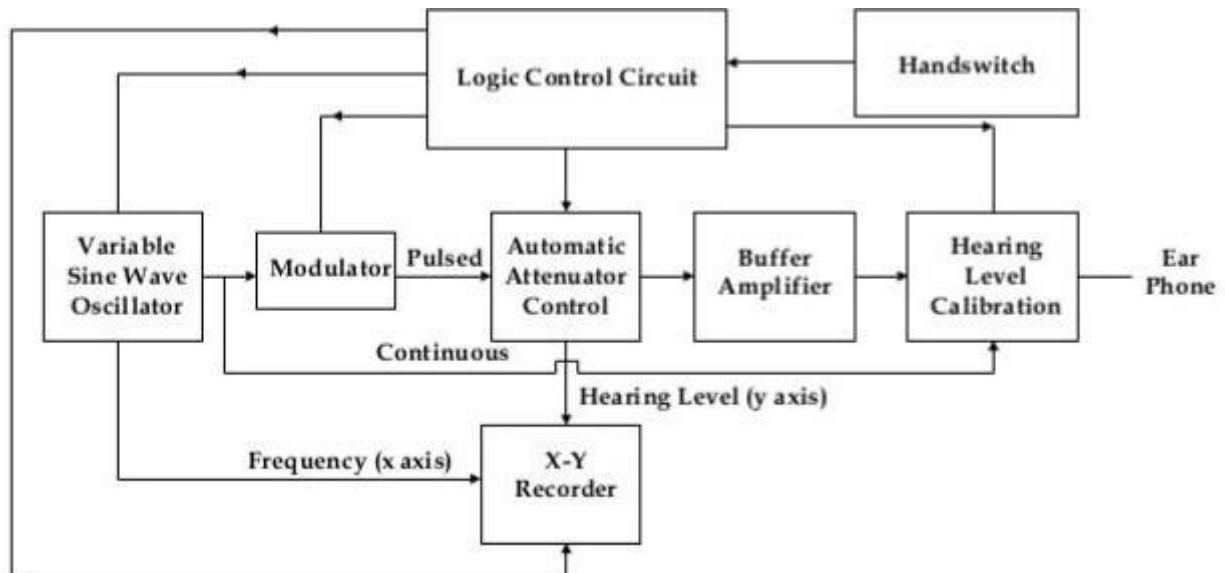 Logic Control Circuit
Handswitch
Variable
Sine Wave
Oscillator
Modulator
Pulsed
Automatic
Attenuator
Control
Buffer
Amplifier
Hearing
Level
Calibration
Ear
Phone
Continuous
Hearing Level (y axis)
Frequency (x axis)
X-Y
Recorder